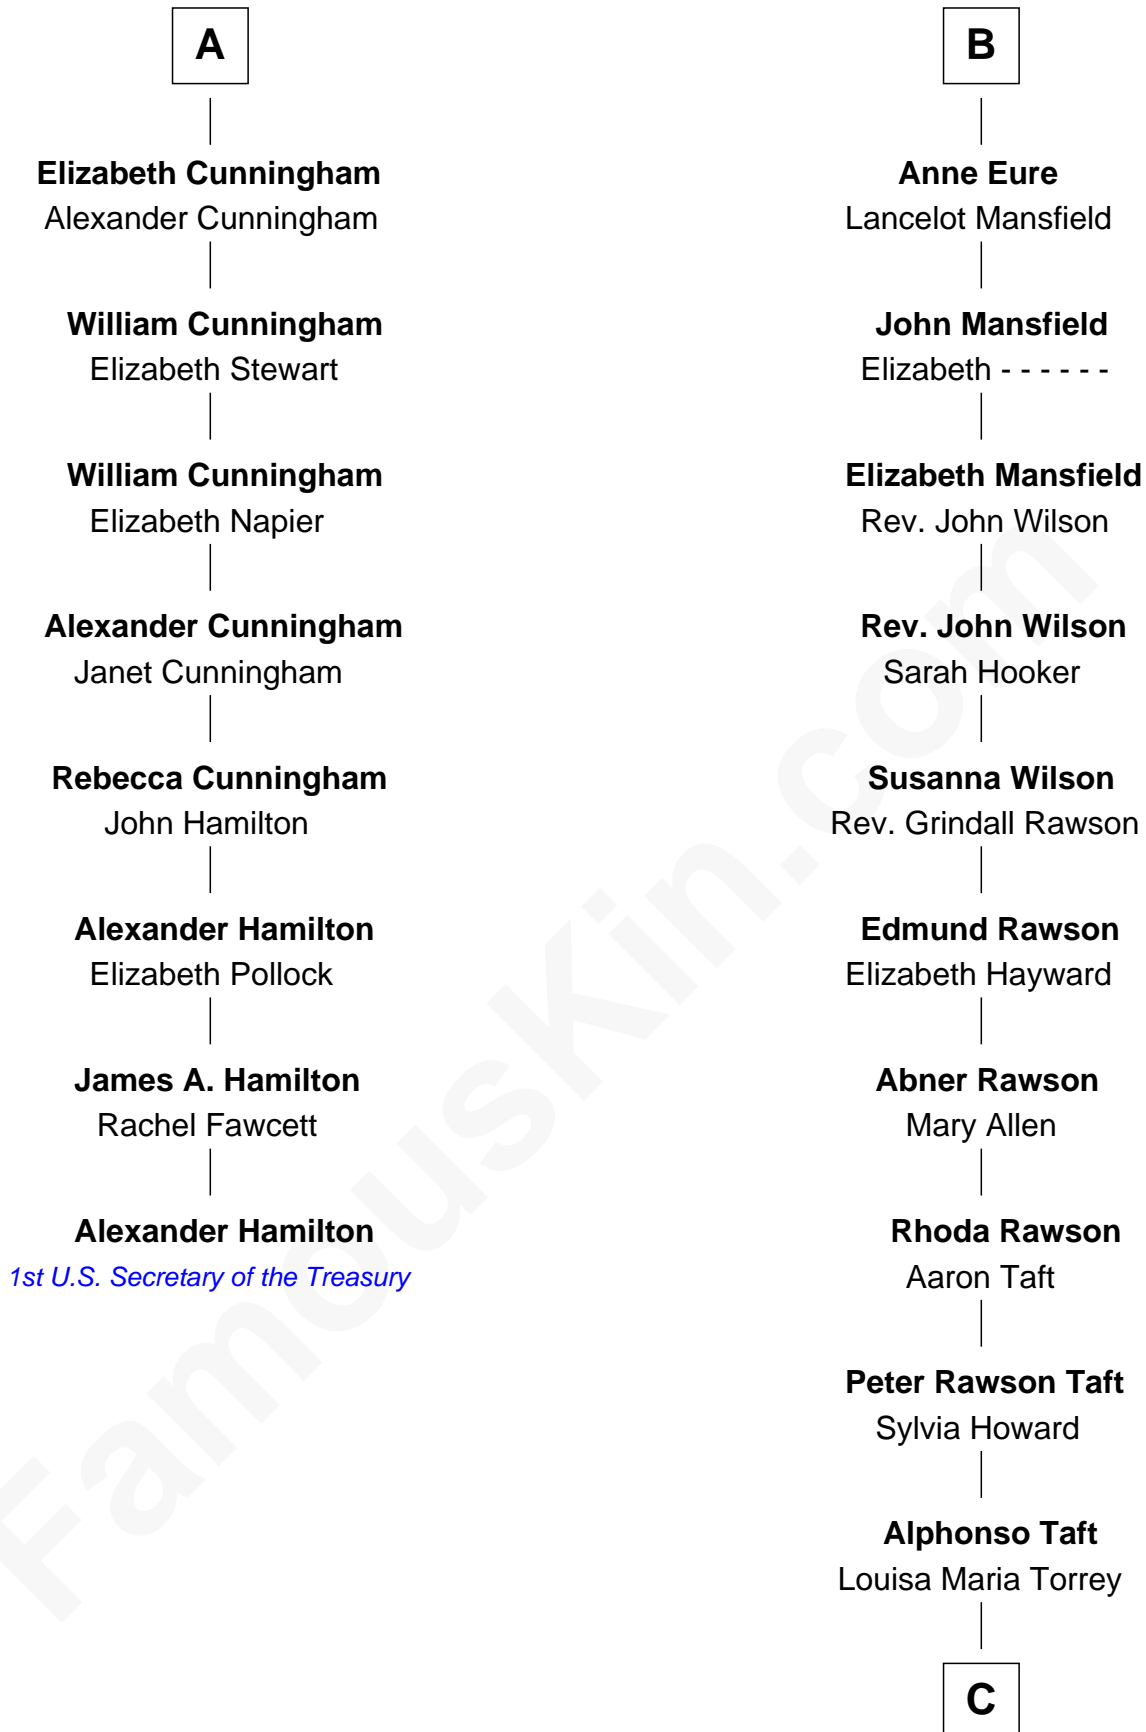 A
Elizabeth Cunningham
Alexander Cunningham
William Cunningham
Elizabeth Stewart
William Cunningham
Elizabeth Napier
Alexander Cunningham
Janet Cunningham
Rebecca Cunningham
John Hamilton
Alexander Hamilton
Elizabeth Pollock
James A. Hamilton
Rachel Fawcett
Alexander Hamilton
1st U.S. Secretary of the Treasury
B
Anne Eure
Lancelot Mansfield
John Mansfield
Elizabeth - - - - - -
Elizabeth Mansfield
Rev. John Wilson
Rev. John Wilson
Sarah Hooker
Susanna Wilson
Rev. Grindall Rawson
Edmund Rawson
Elizabeth Hayward
Abner Rawson
Mary Allen
Rhoda Rawson
Aaron Taft
Peter Rawson Taft
Sylvia Howard
Alphonso Taft
Louisa Maria Torrey
C
FamousKin.com